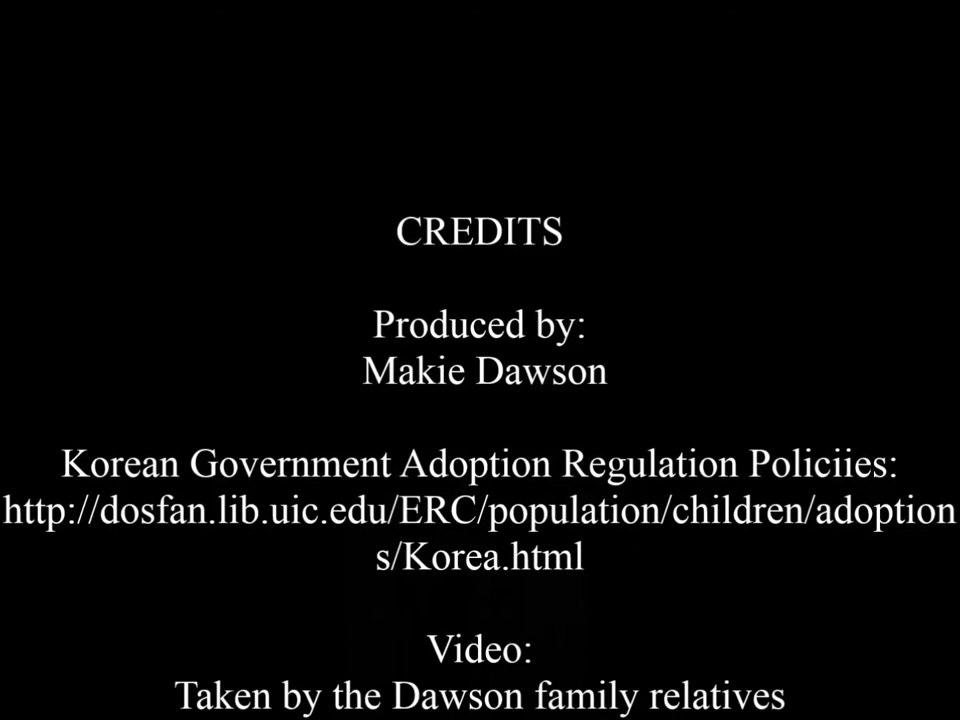 CREDITS
Produced by:
Makie Dawson
Korean Government Adoption Regulation Policiies:
http://dosfan.lib.uic.edu/ERC/population/children/adoption
s/Korea.html
Video:
Taken by the Dawson family relatives